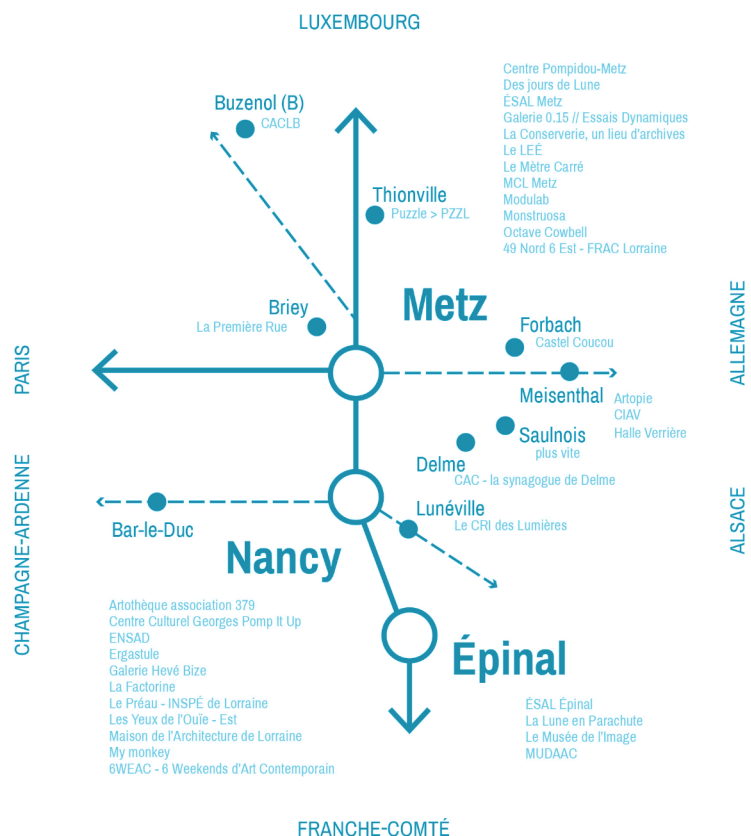 LUXEMBOURG
Centre Pompidou-Metz
Des jours de Lune
ÉSAL Metz
Galerie 0.15 // Essais Dynamiques
La Conserverie, un lieu d'archives
Le LEÉ
Le Mètre Carré
MCL Metz
Modulab
Monstruosa
Octave Cowbell
49 Nord 6 Est - FRAC Lorraine
Buzenol (B)
CACLB
Thionville
Puzzle > PZZL
Metz
Briey
La Première Rue
Forbach
Castel Coucou
PARIS
ALLEMAGNE
Meisenthal
Artopie
CIAV
Halle Verrière
Saulnois
plus vite
Delme
CAC - la synagogue de Delme
CHAMPAGNE-ARDENNE
ALSACE
Bar-le-Duc
Lunéville
Le CRI des Lumières
Nancy
Artothèque association 379
Centre Culturel Georges Pomp It Up
ENSAD
Ergastule
Galerie Hevé Bize
La Factorine
Le Préau - INSPÉ de Lorraine
Les Yeux de l'Ouïe - Est
Maison de l'Architecture de Lorraine
My monkey
6WEAC - 6 Weekends d'Art Contemporain
Épinal
ÉSAL Épinal
La Lune en Parachute
Le Musée de l'Image
MUDAAC
FRANCHE-COMTÉ